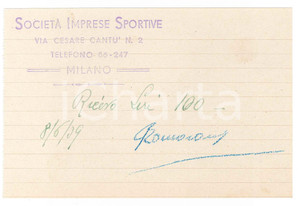 SOCIETÀ IMPRESE SPORTIVE
VIA CESARE CANTU' N. 2
TELEFONO 86-247
MILANO
Ricevo Lire 100
8/6/39